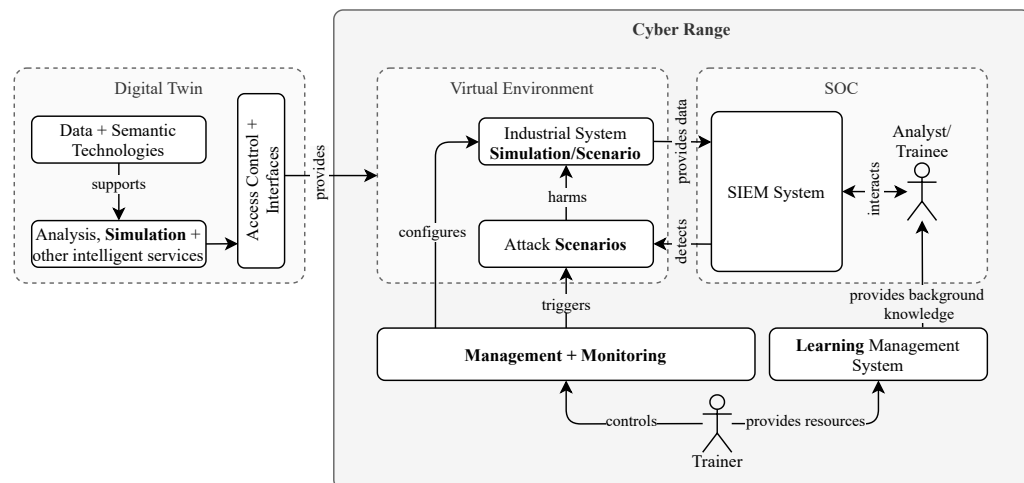 Cyber Range
Digital Twin
Data + Semantic
Technologies
supports
Analysis, Simulation +
other intelligent services
Access Control +
Interfaces
provides
Virtual Environment
Industrial System
Simulation/Scenario
harms
configures
Attack Scenarios
triggers
provides data
detects
SOC
SIEM System
interacts
Analyst/
Trainee
provides background
knowledge
Management + Monitoring
Learning Management
System
controls
provides resources
Trainer